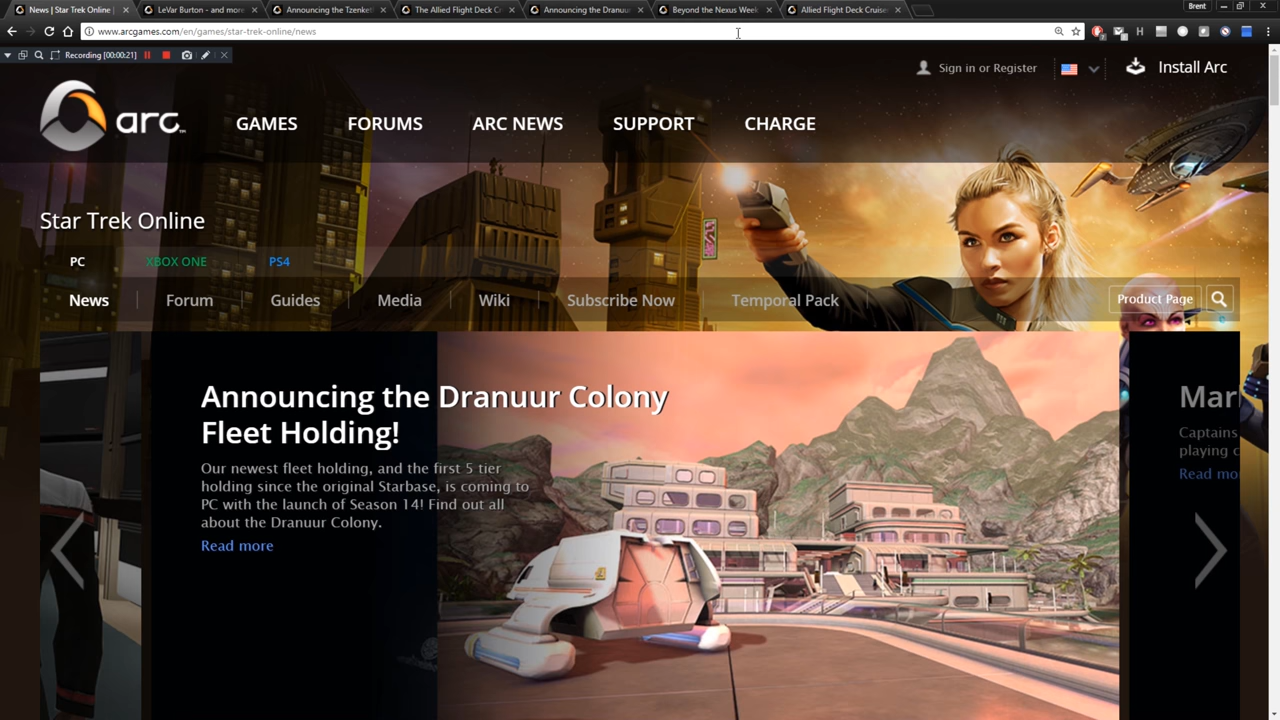 News | Star Trek Online
LeVar Burton - and more
Announcing the Tzenket
The Allied Flight Deck C
Announcing the Dranuu
Beyond the Nexus Week
Allied Flight Deck Cruise
Brent
www.arcgames.com/en/games/star-trek-online/news
Recording [00:00:21]
Sign in or Register
Install Arc
arc
GAMES
FORUMS
ARC NEWS
SUPPORT
CHARGE
Star Trek Online
PC
XBOX ONE
PS4
News
Forum
Guides
Media
Wiki
Subscribe Now
Temporal Pack
Product Page
Announcing the Dranuur Colony
Fleet Holding!
Our newest fleet holding, and the first 5 tier
holding since the original Starbase, is coming to
PC with the launch of Season 14! Find out all
about the Dranuur Colony.
Read more
Mar
Captains
playing c
Read mo